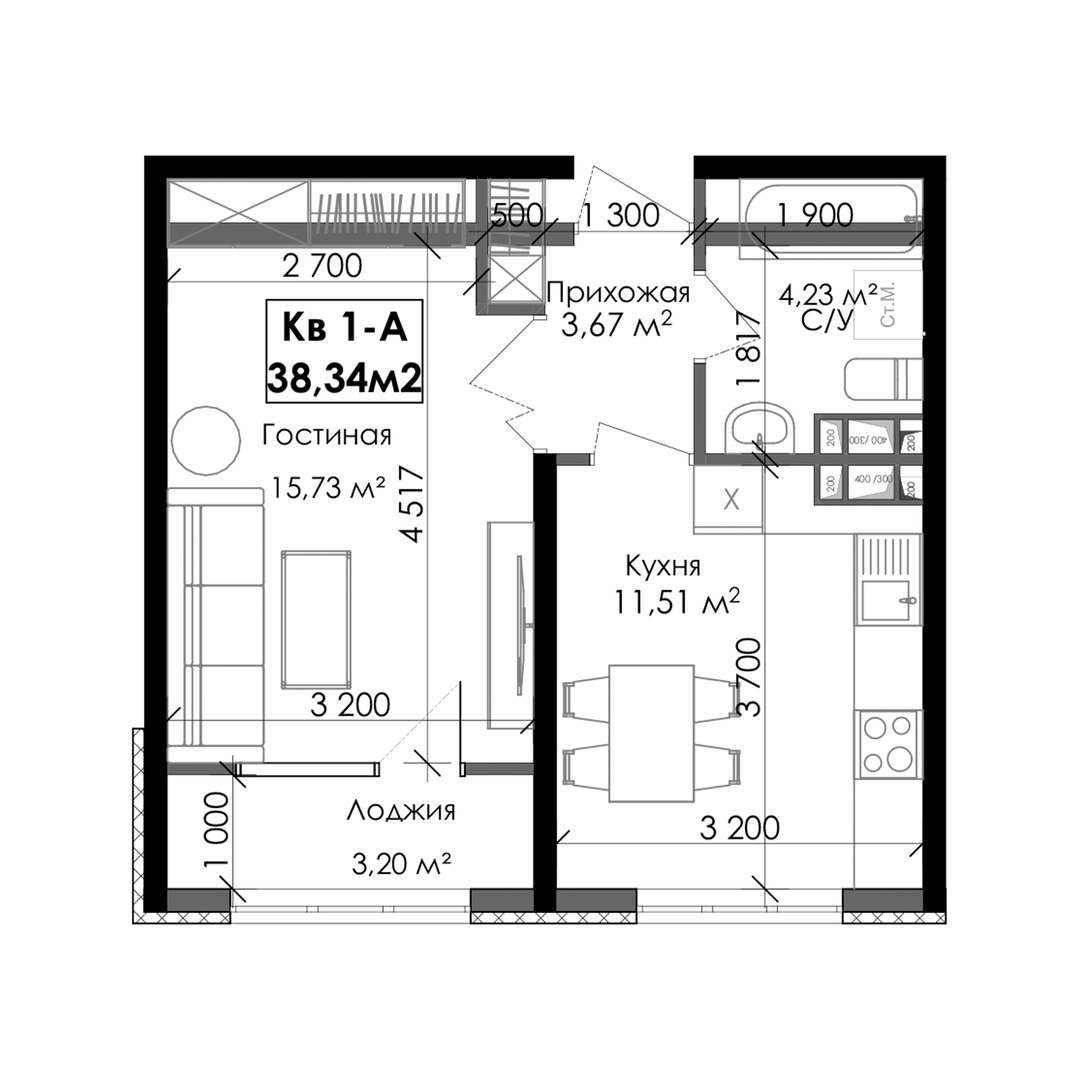 500
1 300
1 900
2 700
Прихожая
3,67 м²
4,23 м²
С/У
Ст.М.
1 817
Кв 1-А
38,34м2
Гостиная
15,73 м²
4 517
200
400 /300
200
200
400 /300
200
X
Кухня
11,51 м²
3 700
3 200
1 000
Лоджия
3,20 м²
3 200